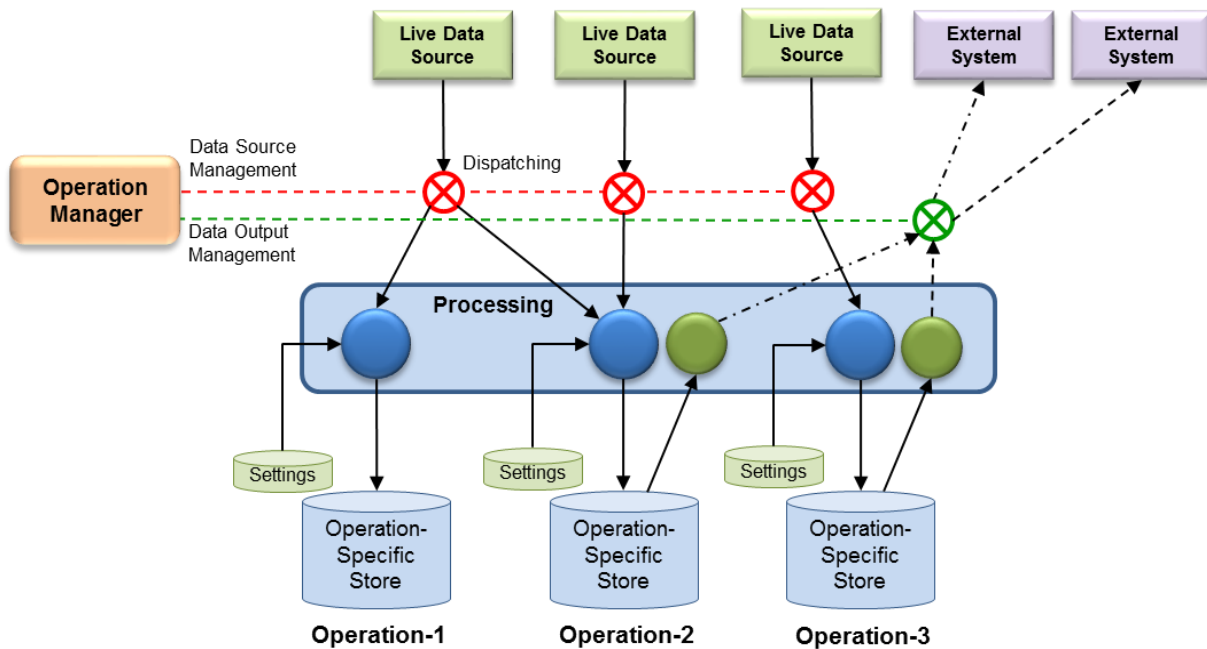 Live Data
Source
Live Data
Source
Live Data
Source
External
System
External
System
Data Source
Management
Dispatching
Operation
Manager
Data Output
Management
Processing
Settings
Settings
Settings
Operation-
Specific
Store
Operation-
Specific
Store
Operation-
Specific
Store
Operation-1
Operation-2
Operation-3